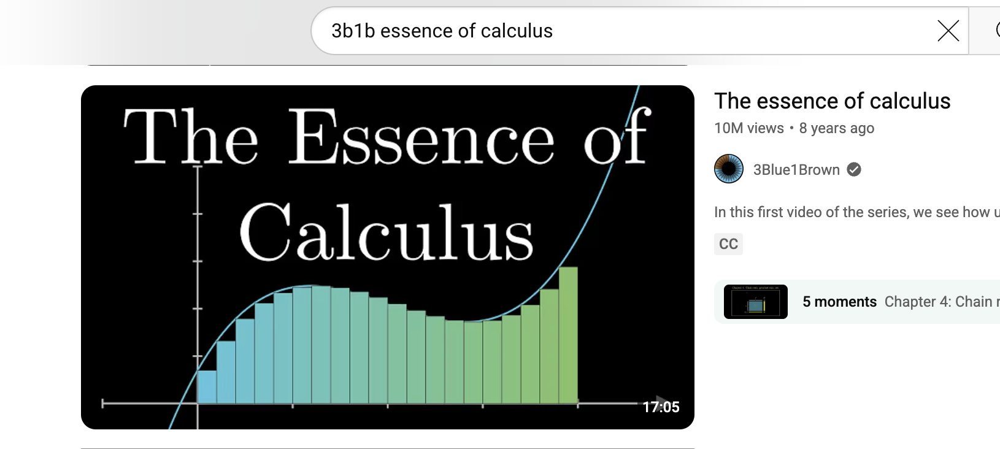 3b1b essence of calculus
The Essence of
Calculus
17:05
The essence of calculus
10M views • 8 years ago
3Blue1Brown
In this first video of the series, we see how u
CC
5 moments Chapter 4: Chain r